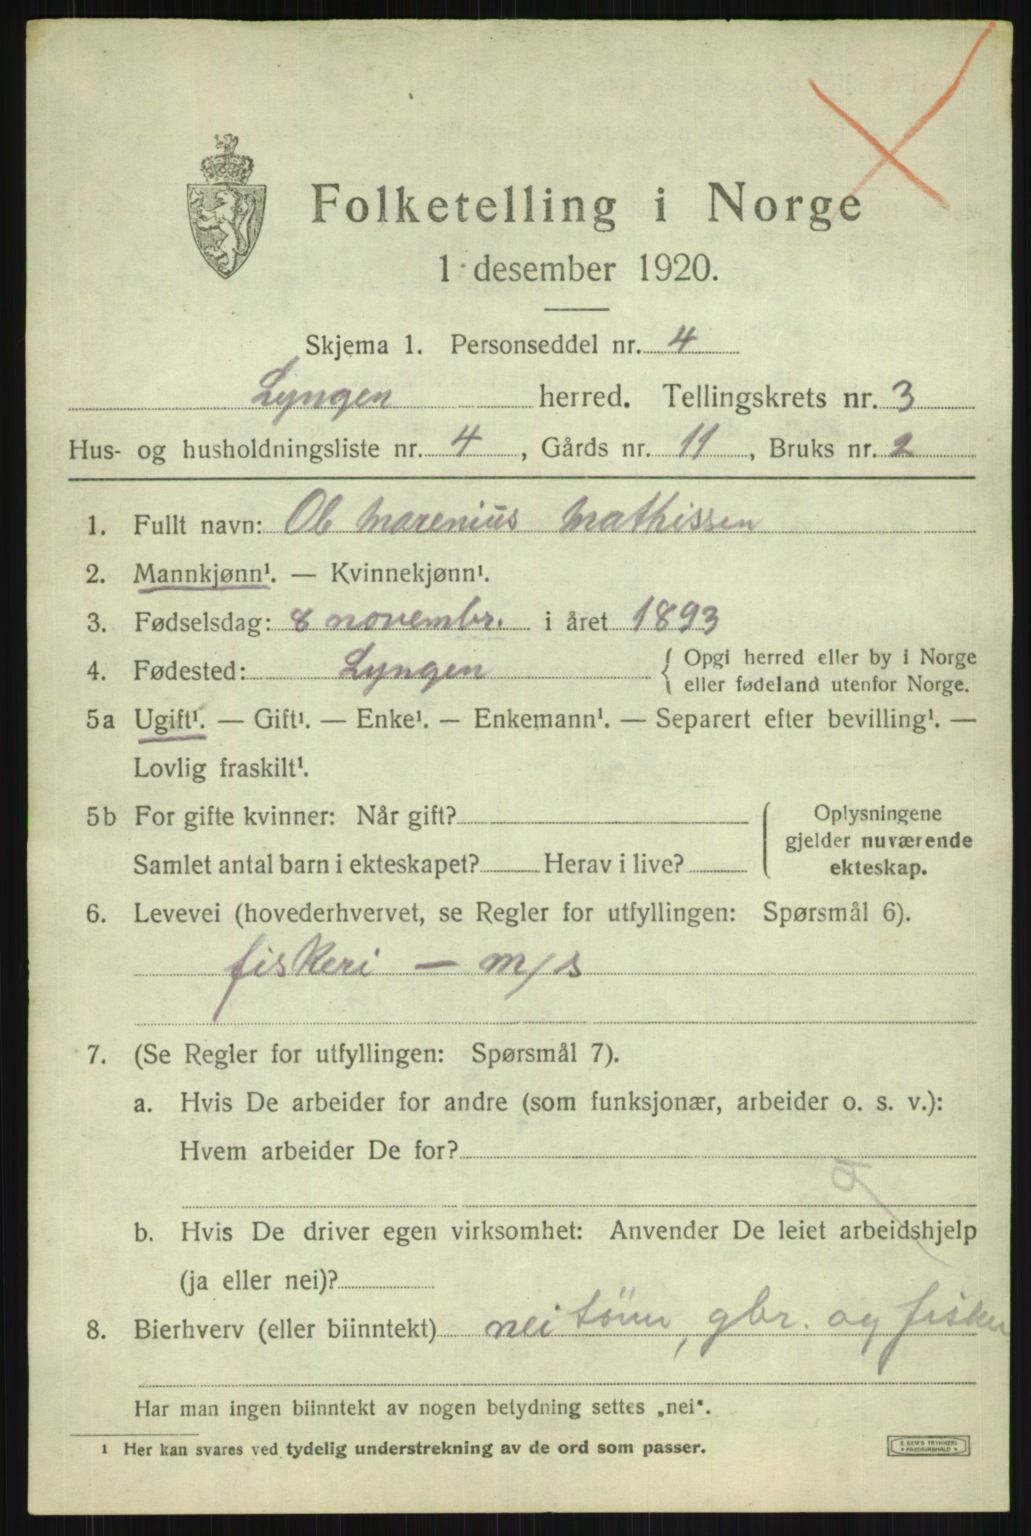 Folketelling i Norge
1 desember 1920.
Skjema 1. Personseddel nr. 4
Lyngen herred. Tellingskrets nr. 3
Hus- og husholdningsliste nr. 4, Gårds nr. 11, Bruks nr. 2
1. Fullt navn: Marenius Mathissen
2. Mannkjønn¹. — Kvinnekjønn¹.
3. Fødselsdag: 8 novembr. i året 1893
4. Fødested: Lyngen { Opgi herred eller by i Norge
eller fødeland utenfor Norge.
5a Ugift¹. — Gift¹. — Enke¹. — Enkemann¹. — Separert efter bevilling¹. —
Lovlig fraskilt¹.
5b For gifte kvinner: Når gift?
Samlet antal barn i ekteskapet? Herav i live?
Oplysningene
gjelder nuværende
ekteskap.
6. Levevei (hovederhvervet, se Regler for utfyllingen: Spørsmål 6).
fiskeri — m/s
7. (Se Regler for utfyllingen: Spørsmål 7).
a. Hvis De arbeider for andre (som funksjonær, arbeider o. s. v.):
Hvem arbeider De for?
b. Hvis De driver egen virksomhet: Anvender De leiet arbeidshjelp
(ja eller nei)?
8. Bierhverv (eller biinntekt) nei sönn, gbr. og fisker
Har man ingen biinntekt av nogen betydning settes „nei“.
¹ Her kan svares ved tydelig understrekning av de ord som passer.